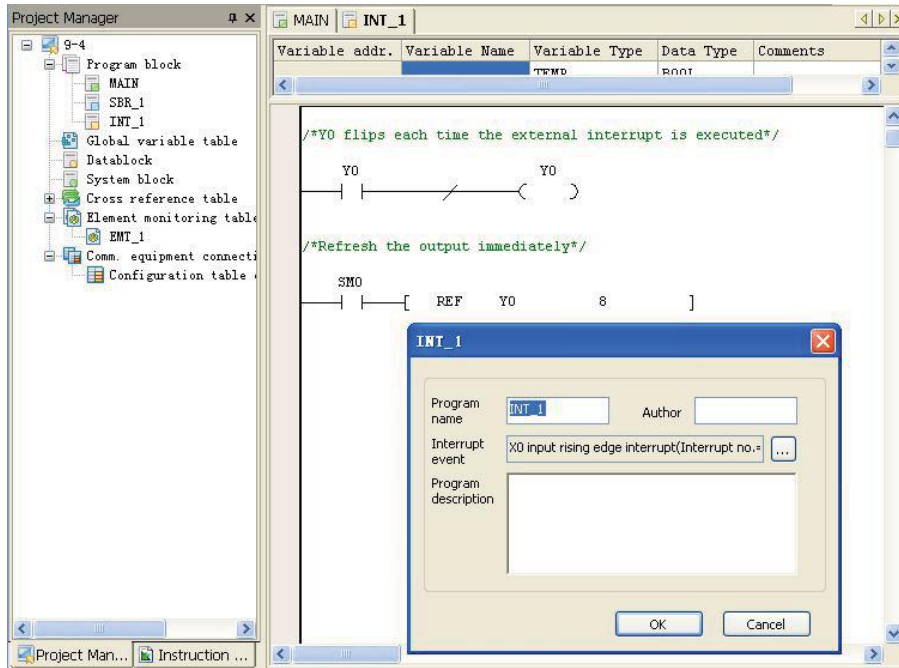 Project Manager
9-4
Program block
MAIN
SBR_1
INT_1
Global variable table
Datablock
System block
Cross reference table
Element monitoring table
EMT_1
Comm. equipment connecti
Configuration table
Project Man...
Instruction ...
MAIN
INT_1
Variable addr. Variable Name Variable Type Data Type Comments
TEMP BOOL
/*Y0 flips each time the external interrupt is executed*/
Y0 Y0
/*Refresh the output immediately*/
SM0
[ REF Y0 8 ]
INT_1
Program name
INT_1
Author
Interrupt event
X0 input rising edge interrupt(Interrupt no.=
...
Program description
OK
Cancel